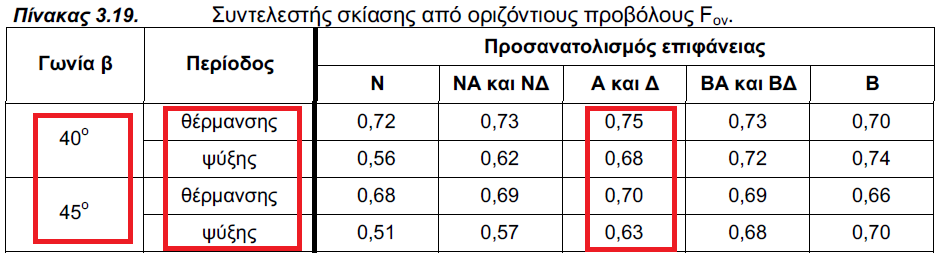 Πίνακας 3.19. Συντελεστής σκίασης από οριζόντιους προβόλους Fον.
Γωνία β Περίοδος Προσανατολισμός επιφάνειας
Ν ΝΑ και ΝΔ Α και Δ ΒΑ και ΒΔ Β
40° θέρμανσης 0,72 0,73 0,75 0,73 0,70
ψύξης 0,56 0,62 0,68 0,72 0,74
45° θέρμανσης 0,68 0,69 0,70 0,69 0,66
ψύξης 0,51 0,57 0,63 0,68 0,70